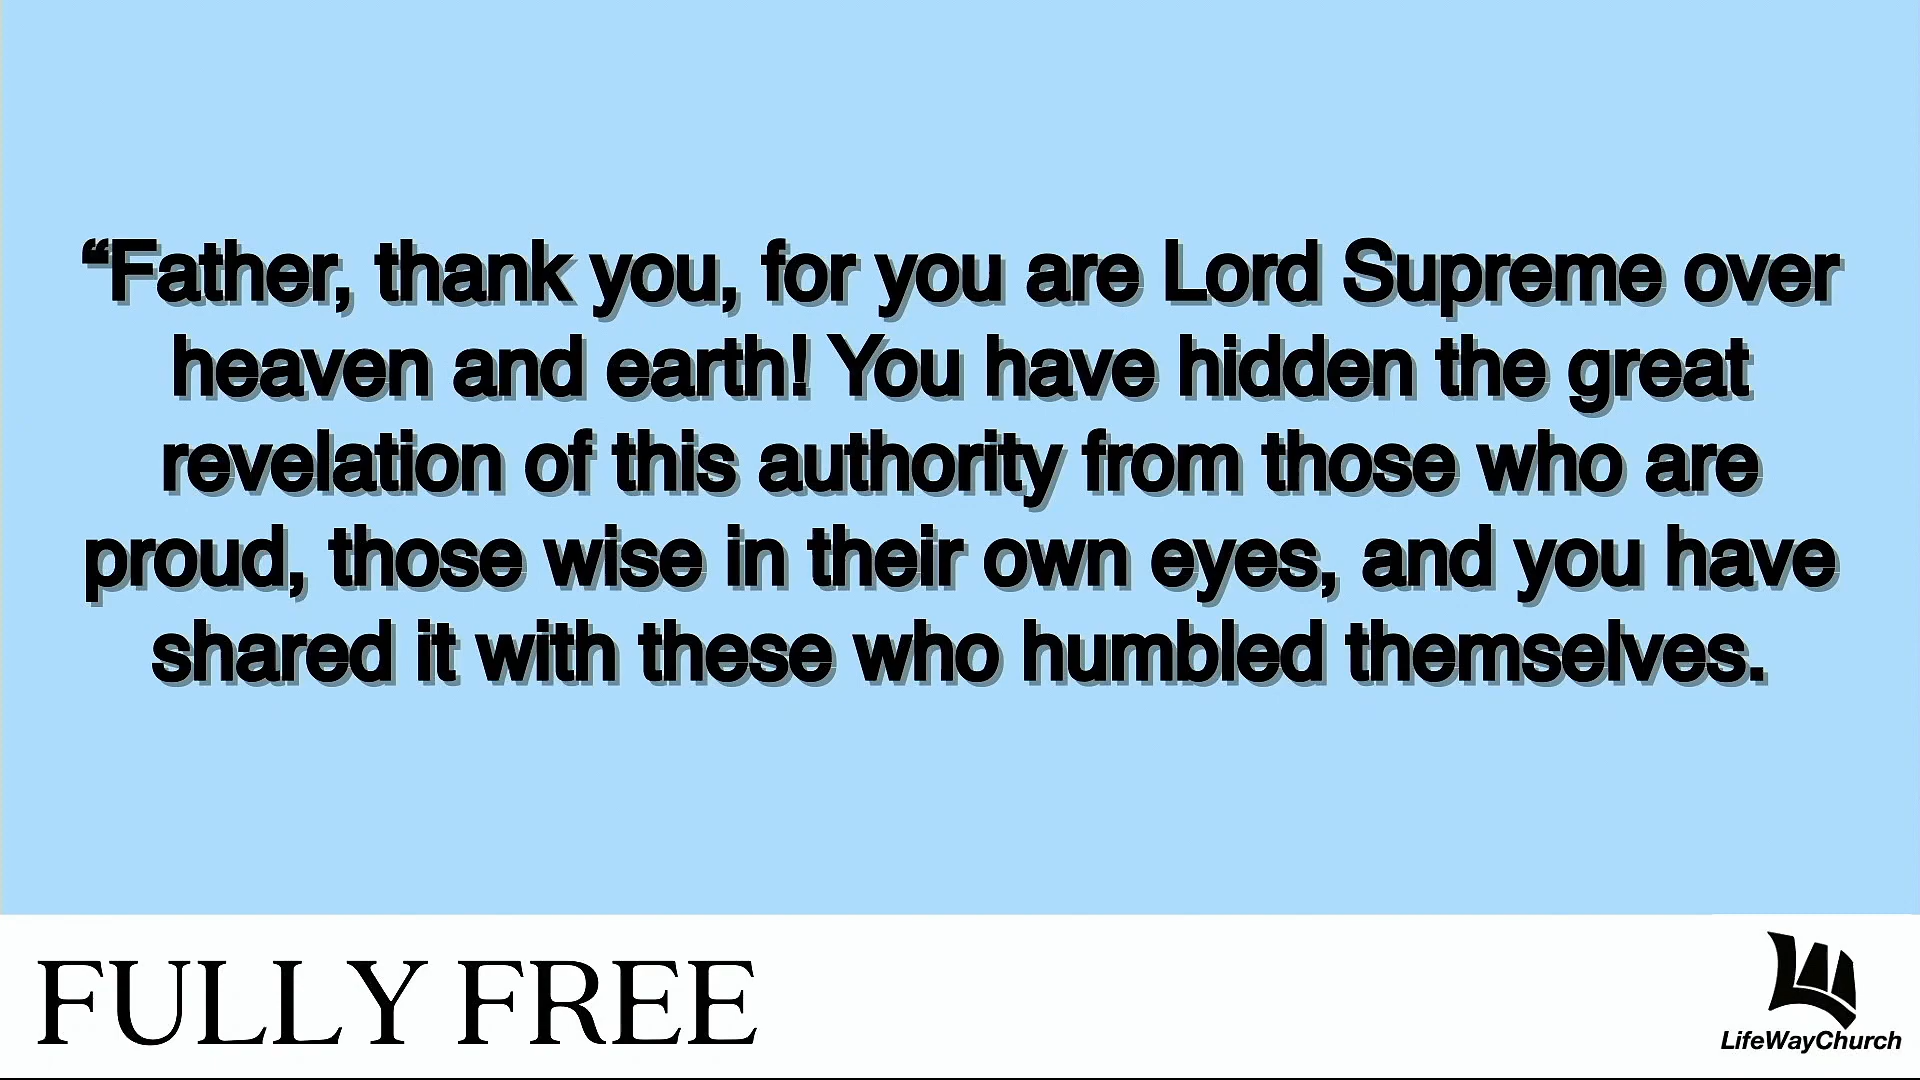 “Father, thank you, for you are Lord Supreme over
heaven and earth! You have hidden the great
revelation of this authority from those who are
proud, those wise in their own eyes, and you have
shared it with these who humbled themselves.
FULLY FREE
LifeWayChurch